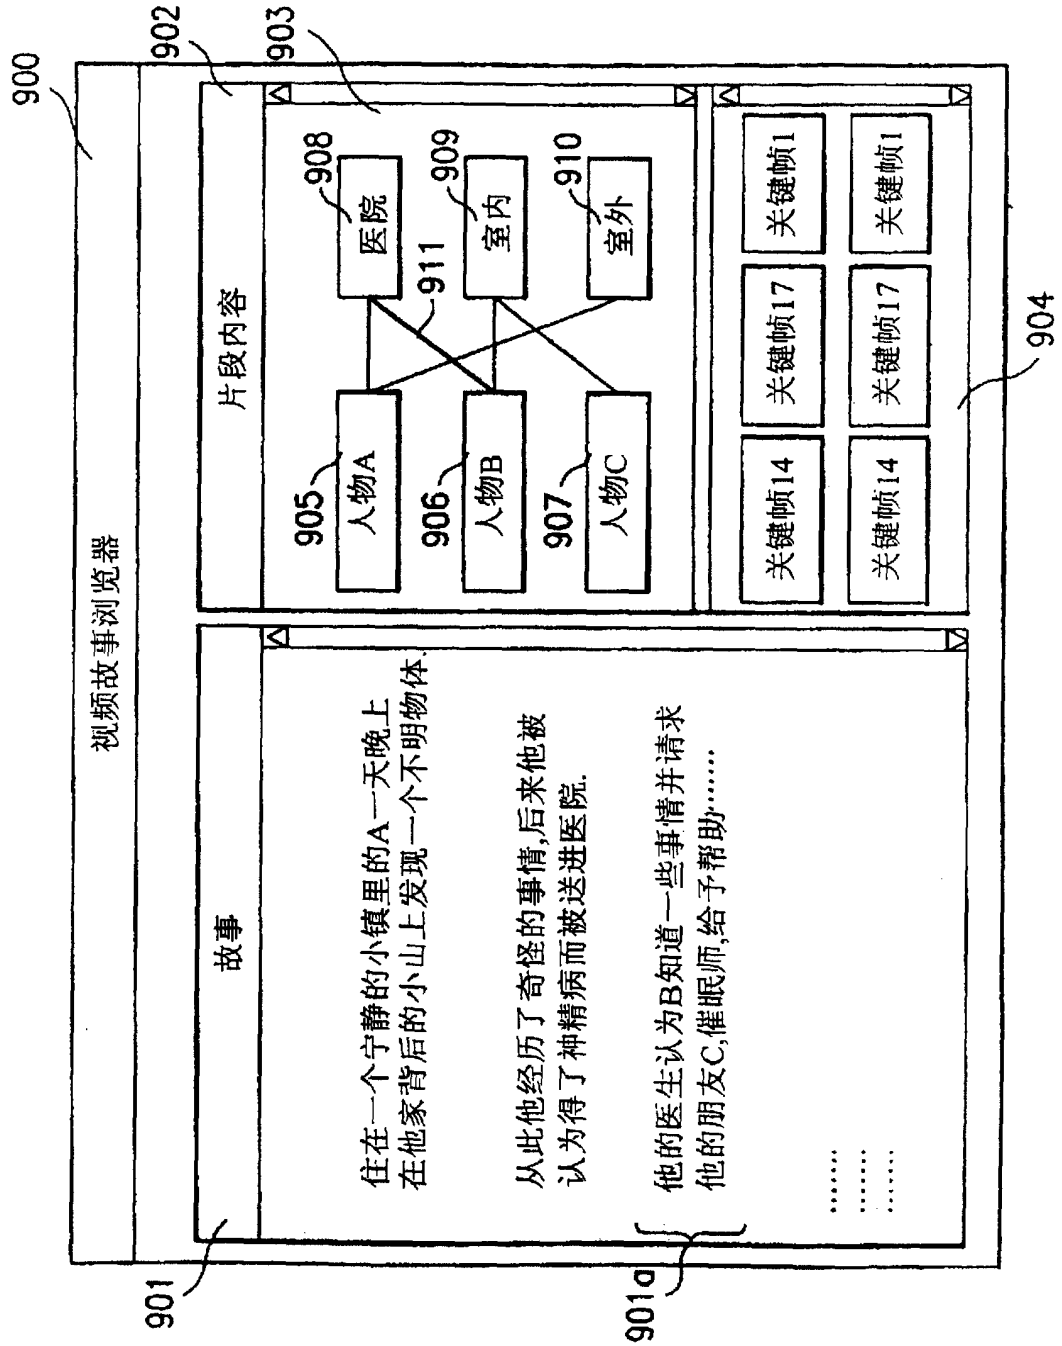 900
视频故事浏览器
901
故事
住在一个宁静的小镇里的A一天晚上
在他家背后的小山上发现一个不明物体.
从此他经历了奇怪的事情,后来他被
认为得了神精病而被送进医院.
901a
他的医生认为B知道一些事情并请求
他的朋友C,催眠师,给予帮助……
……
……
……
902
片段内容
903
905
人物A
908
医院
911
906
人物B
909
室内
907
人物C
910
室外
关键帧14
关键帧17
关键帧1
关键帧14
关键帧17
关键帧1
904